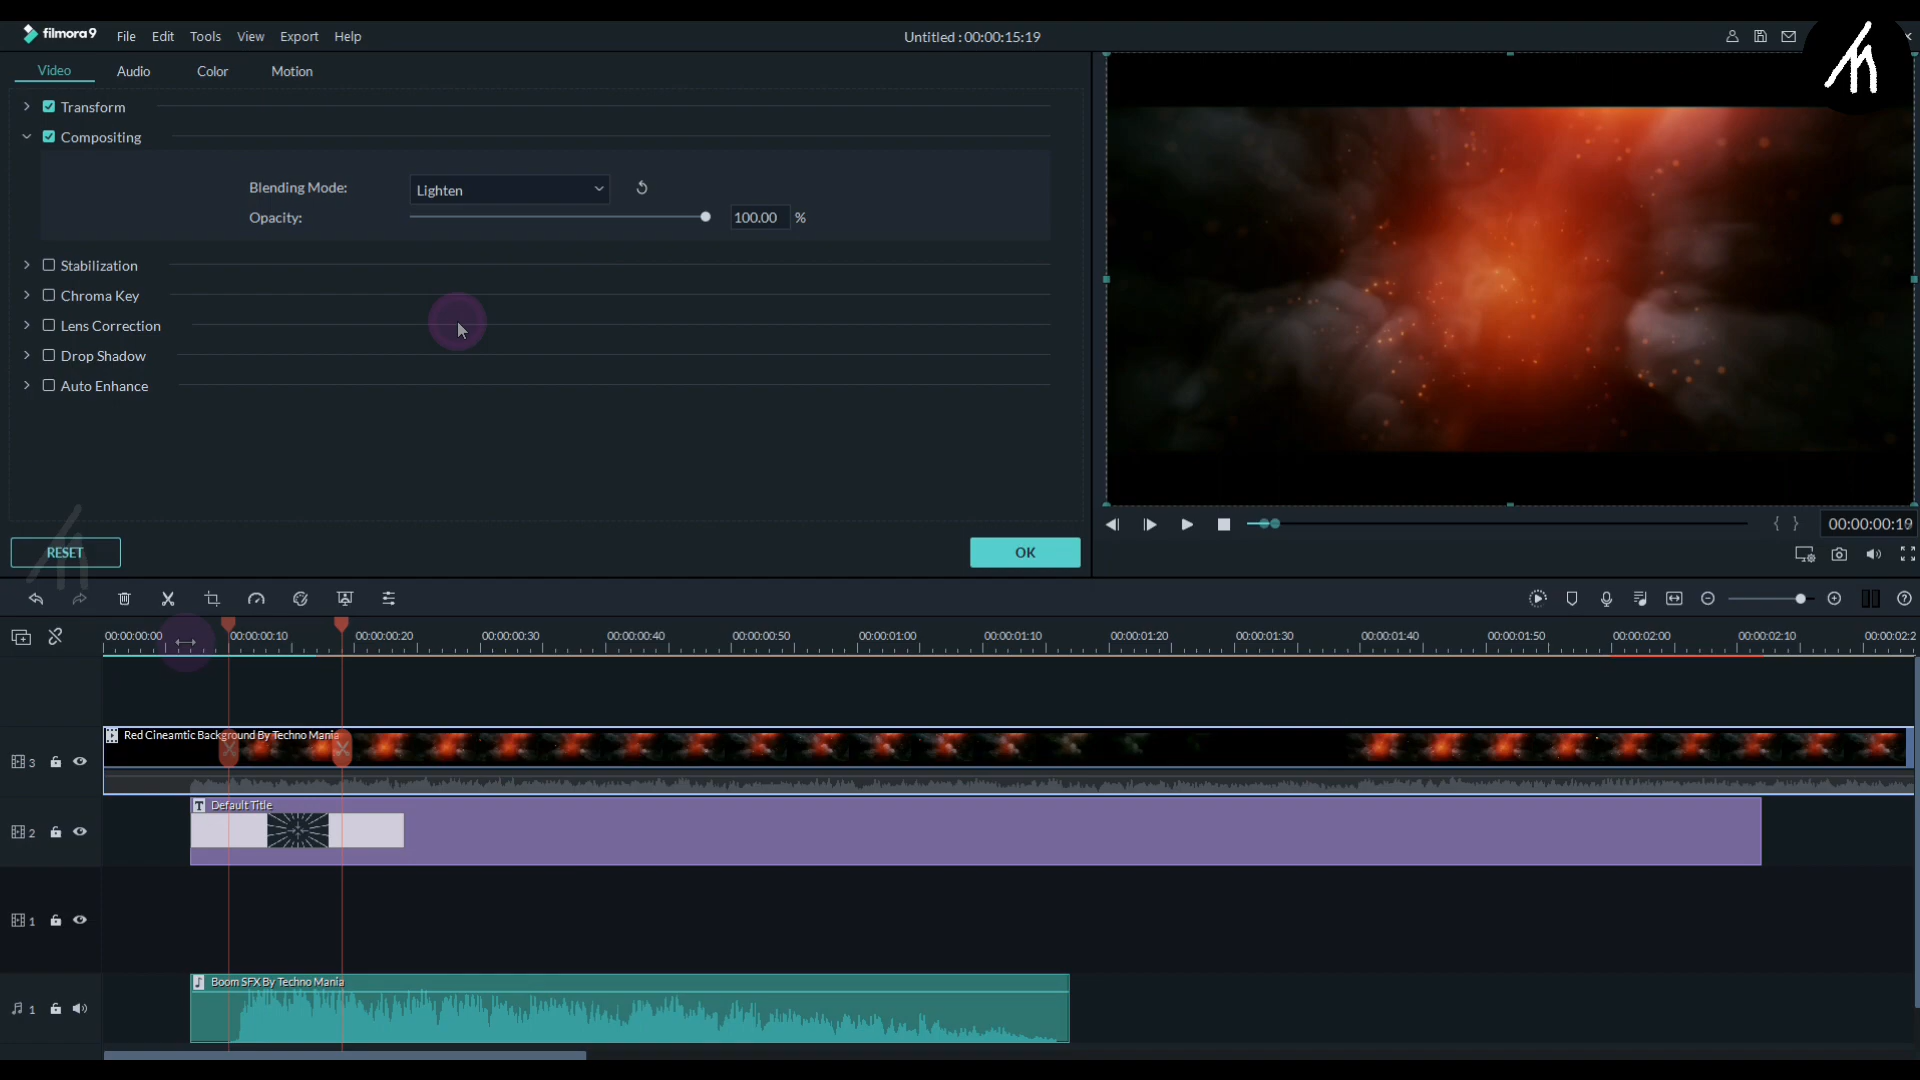 filmora9 File Edit Tools View Export Help Untitled : 00:00:15:19
Video Audio Color Motion
Transform
Compositing
Blending Mode: Lighten
Opacity: 100.00 %
Stabilization
Chroma Key
Lens Correction
Drop Shadow
Auto Enhance
RESET OK
00:00:00:19
00:00:00:00 00:00:00:10 00:00:00:20 00:00:00:30 00:00:00:40 00:00:00:50 00:00:01:00 00:00:01:10 00:00:01:20 00:00:01:30 00:00:01:40 00:00:01:50 00:00:02:00 00:00:02:10 00:00:02:2
Red Cineamtic Background By Techno Mania
3
Default Title
2
1
Boom SFX By Techno Mania
1